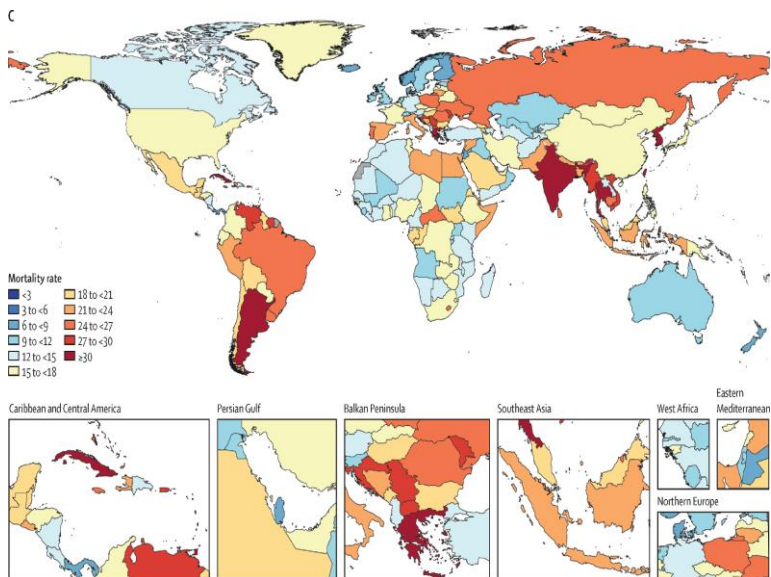 C
Mortality rate
<3
3 to <6
6 to <9
9 to <12
12 to <15
15 to <18
18 to <21
21 to <24
24 to <27
27 to <30
≥30
Caribbean and Central America
Persian Gulf
Balkan Peninsula
Southeast Asia
West Africa
Eastern
Mediterranean
Northern Europe